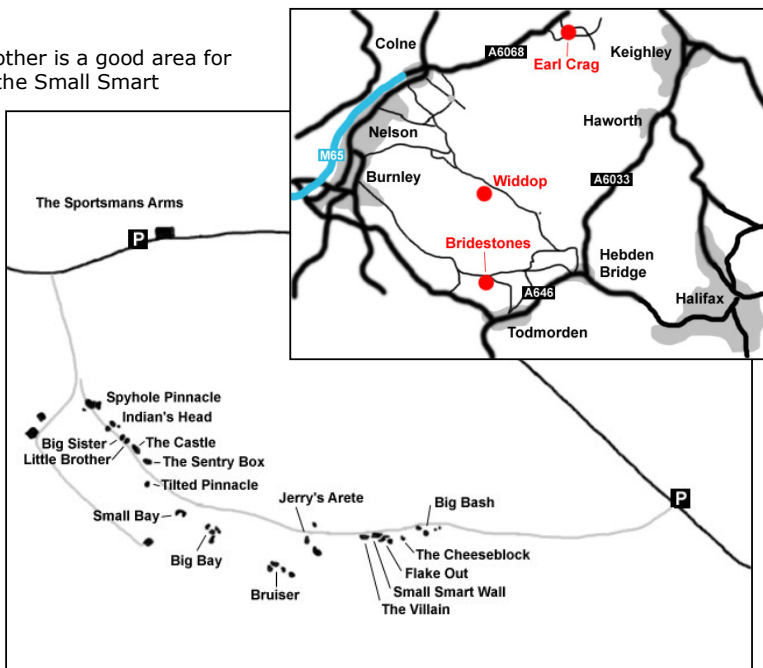 other is a good area for
the Small Smart
Colne
A6068
Earl Crag
Keighley
Haworth
Nelson
M65
Burnley
Widdop
A6033
Bridestones
Hebden
Bridge
A646
Halifax
Todmorden
The Sportsmans Arms
P
Spyhole Pinnacle
Indian's Head
Big Sister
The Castle
Little Brother
The Sentry Box
Tilted Pinnacle
Small Bay
Jerry's Arete
Big Bash
P
Big Bay
The Cheeseblock
Flake Out
Bruiser
Small Smart Wall
The Villain